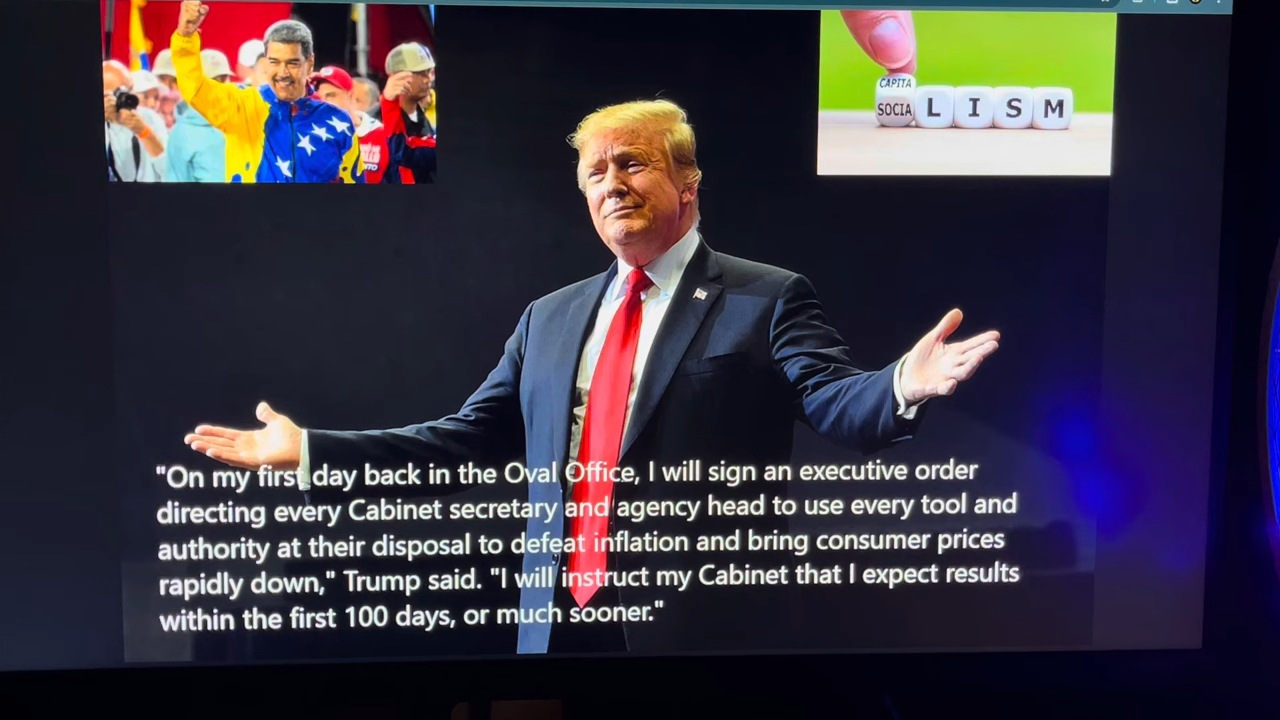 CAPITA
SOCIA L I S M
"On my first day back in the Oval Office, I will sign an executive order
directing every Cabinet secretary and agency head to use every tool and
authority at their disposal to defeat inflation and bring consumer prices
rapidly down," Trump said. "I will instruct my Cabinet that I expect results
within the first 100 days, or much sooner."